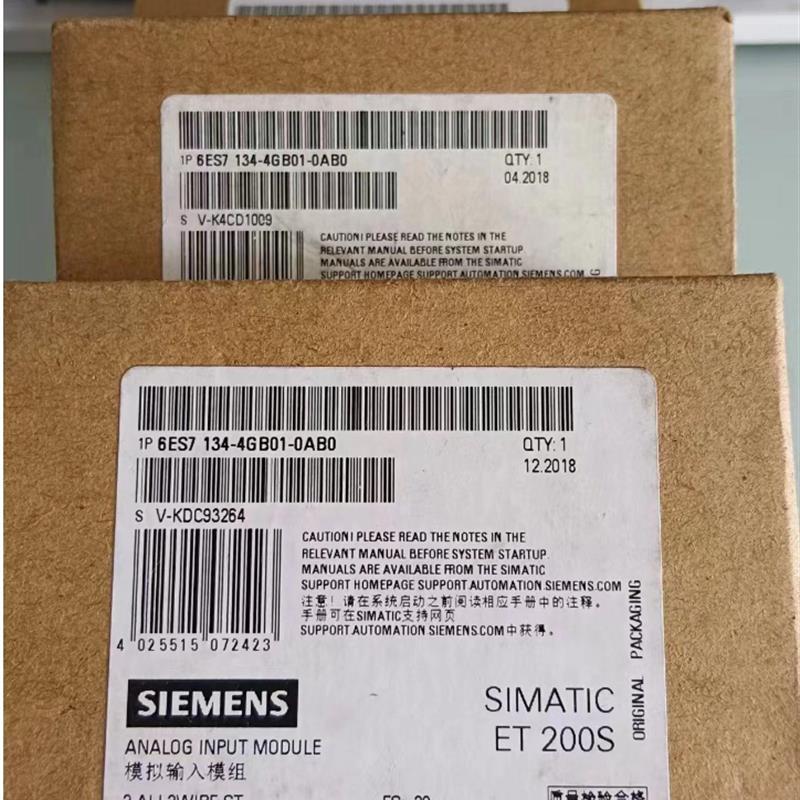 1P 6ES7 134-4GB01-0AB0
QTY: 1
04.2018
S V-K4CD1009
CAUTION! PLEASE READ THE NOTES IN THE
RELEVANT MANUAL BEFORE SYSTEM STARTUP.
MANUALS ARE AVAILABLE FROM THE SIMATIC
SUPPORT HOMEPAGE SUPPORT.AUTOMATION.SIEMENS.COM
1P 6ES7 134-4GB01-0AB0
QTY: 1
12.2018
S V-KDC93264
CAUTION! PLEASE READ THE NOTES IN THE
RELEVANT MANUAL BEFORE SYSTEM STARTUP.
MANUALS ARE AVAILABLE FROM THE SIMATIC
SUPPORT HOMEPAGE SUPPORT.AUTOMATION.SIEMENS.COM
注意！请在系统启动之前阅读相应手册中的注释。
手册可在SIMATIC支持网页
SUPPORT.AUTOMATION.SIEMENS.COM中获得。
4 025515 072423
ORIGINAL PACKAGING
SIEMENS
SIMATIC
ET 200S
ANALOG INPUT MODULE
模拟输入模组
质量检验合格